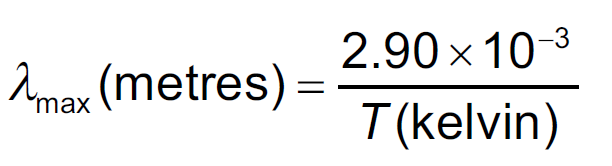 λmax (metres) = 2.90 × 10⁻³ / T (kelvin)